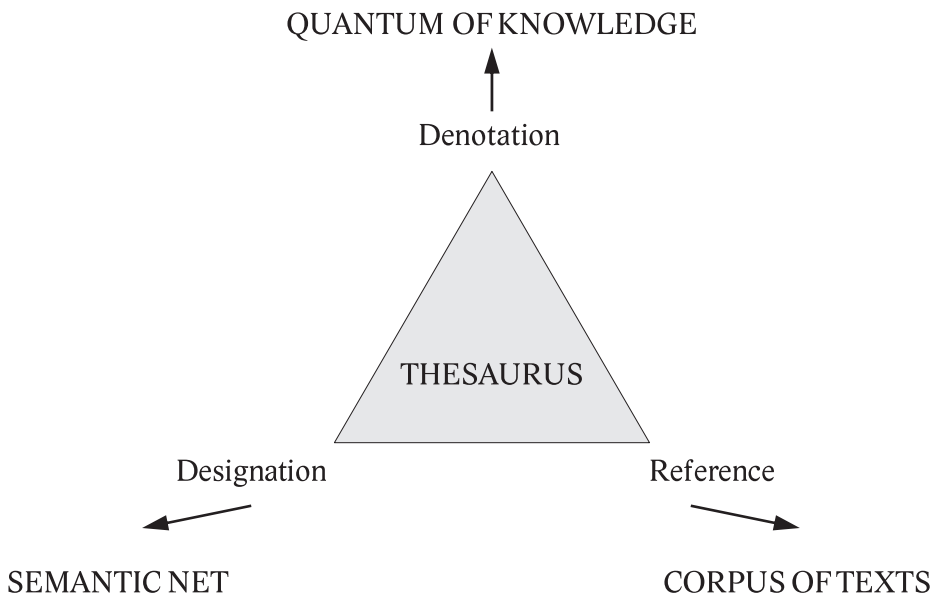 QUANTUM OF KNOWLEDGE
Denotation
THESAURUS
Designation
Reference
SEMANTIC NET
CORPUS OF TEXTS